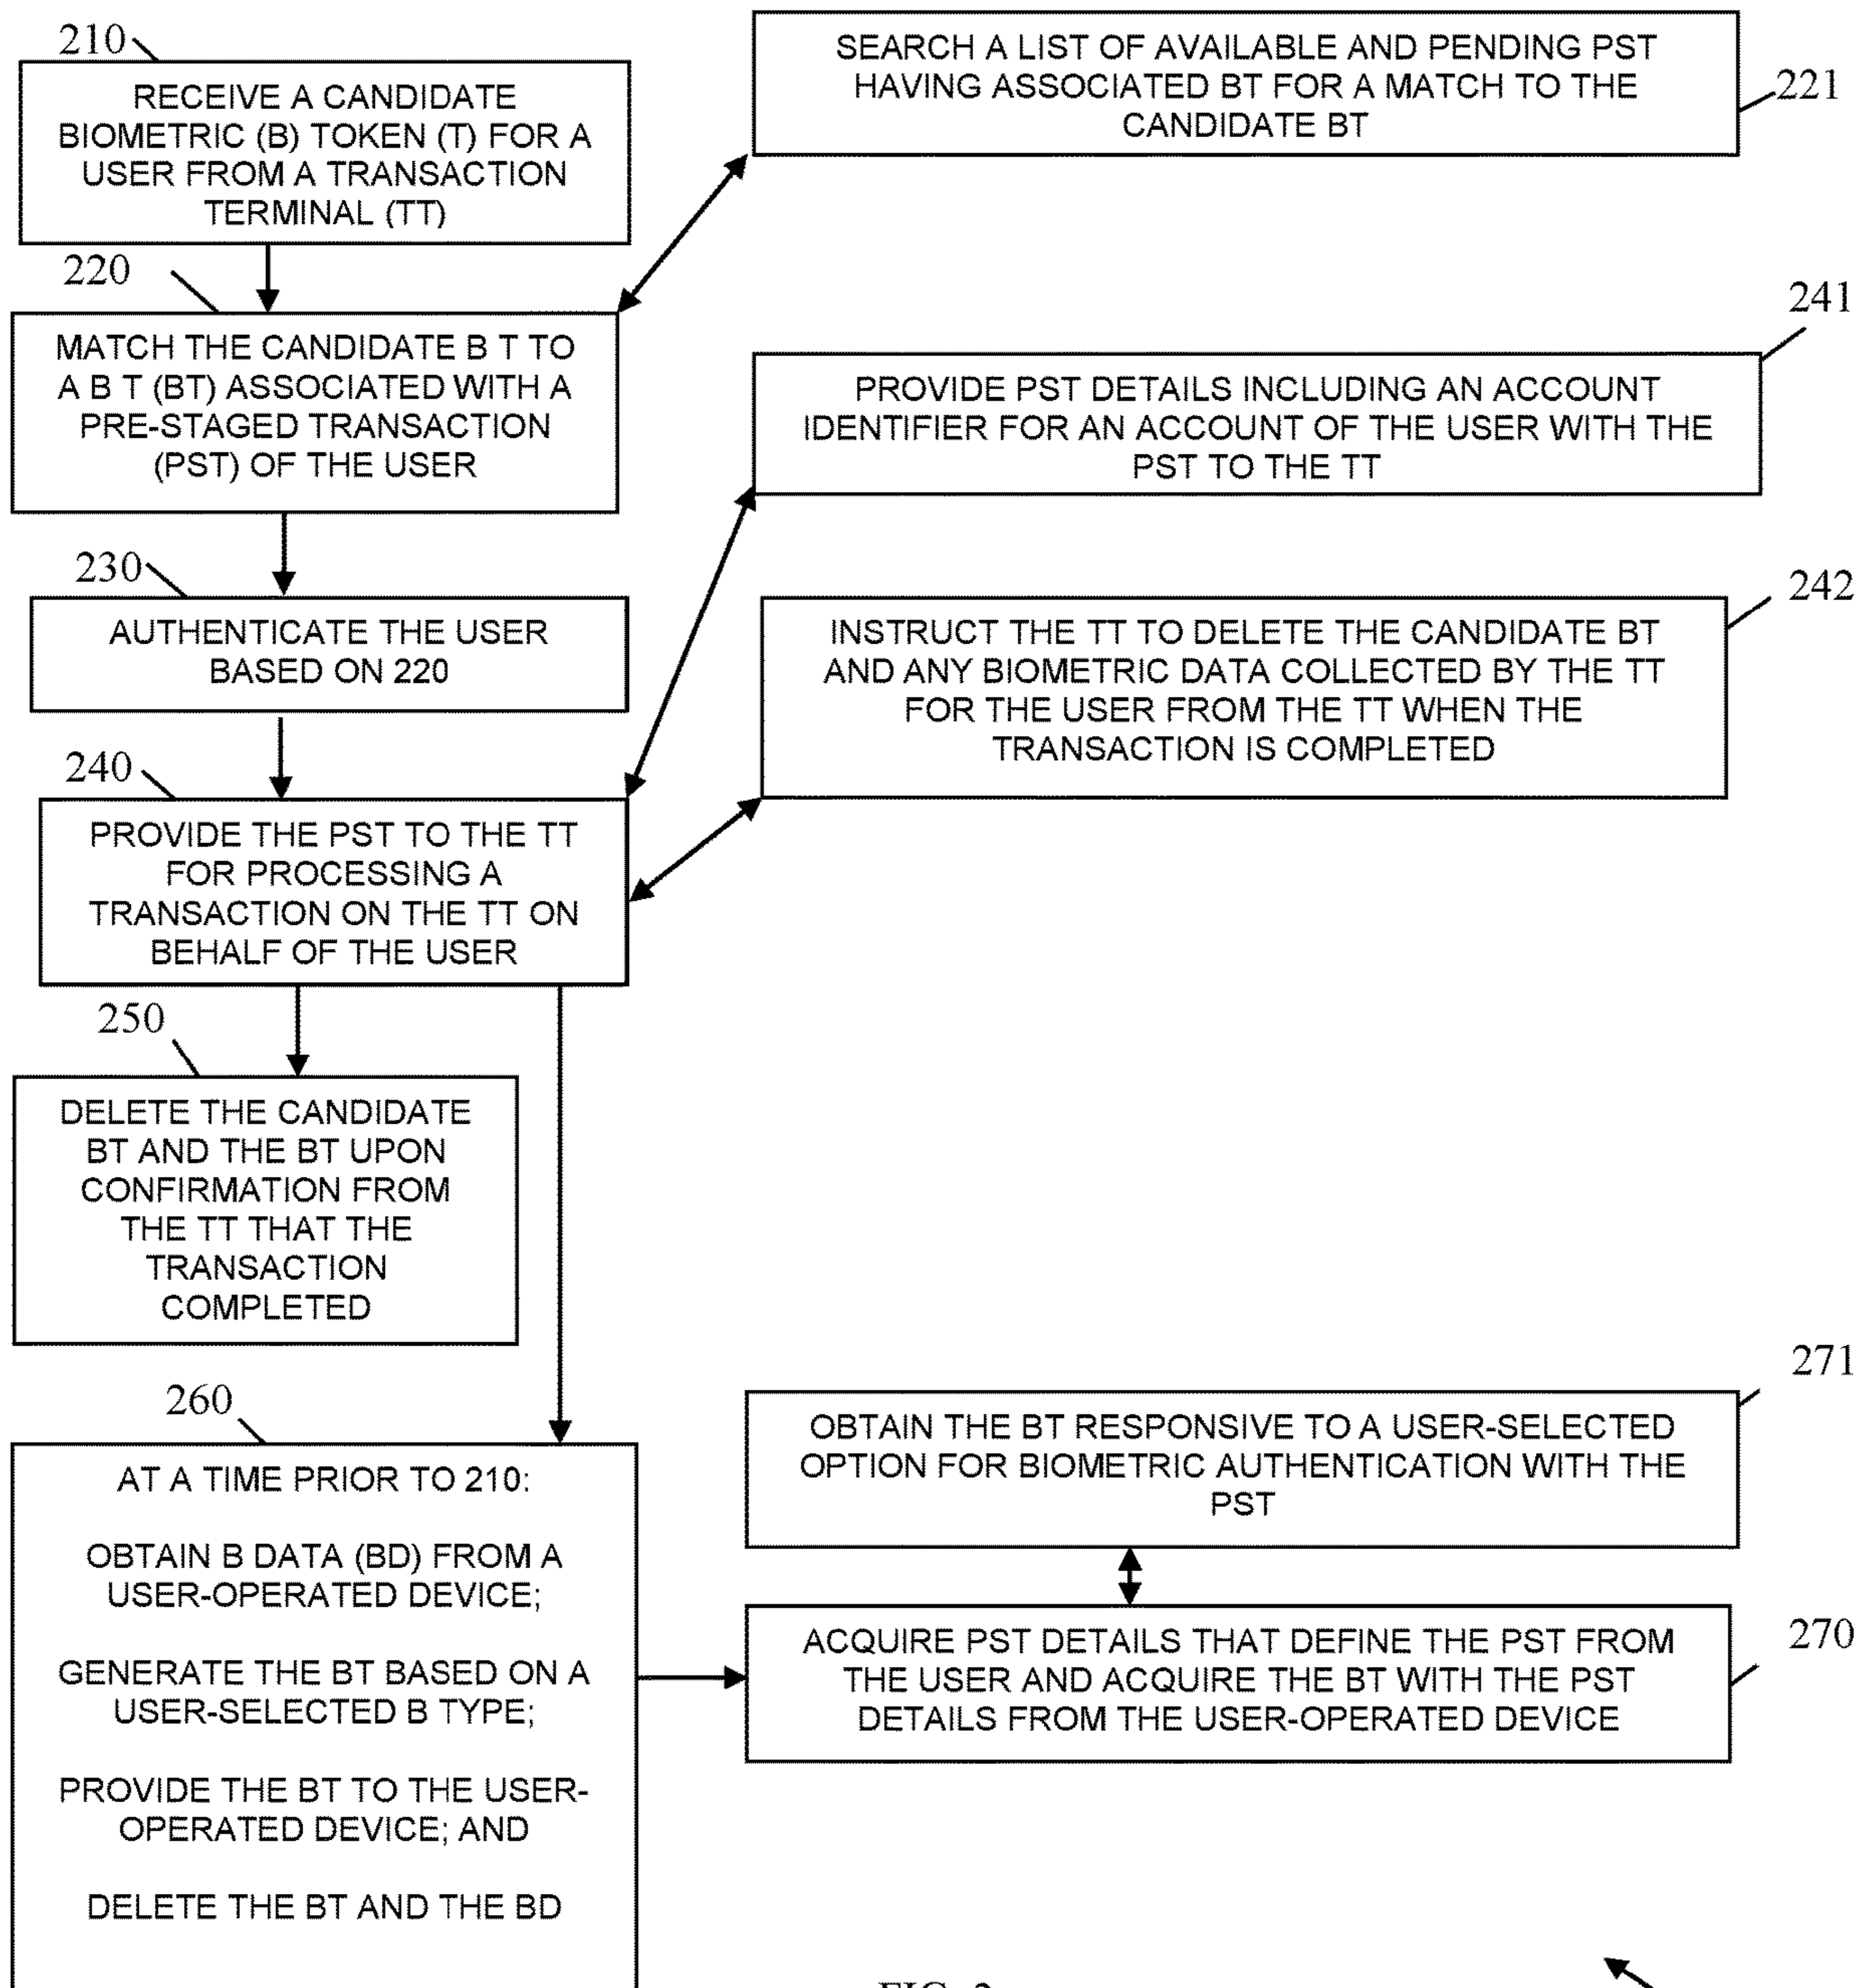 210
RECEIVE A CANDIDATE
BIOMETRIC (B) TOKEN (T) FOR A
USER FROM A TRANSACTION
TERMINAL (TT)
SEARCH A LIST OF AVAILABLE AND PENDING PST
HAVING ASSOCIATED BT FOR A MATCH TO THE
CANDIDATE BT
221
220
MATCH THE CANDIDATE B T TO
A B T (BT) ASSOCIATED WITH A
PRE-STAGED TRANSACTION
(PST) OF THE USER
241
PROVIDE PST DETAILS INCLUDING AN ACCOUNT
IDENTIFIER FOR AN ACCOUNT OF THE USER WITH THE
PST TO THE TT
230
AUTHENTICATE THE USER
BASED ON 220
242
INSTRUCT THE TT TO DELETE THE CANDIDATE BT
AND ANY BIOMETRIC DATA COLLECTED BY THE TT
FOR THE USER FROM THE TT WHEN THE
TRANSACTION IS COMPLETED
240
PROVIDE THE PST TO THE TT
FOR PROCESSING A
TRANSACTION ON THE TT ON
BEHALF OF THE USER
250
DELETE THE CANDIDATE
BT AND THE BT UPON
CONFIRMATION FROM
THE TT THAT THE
TRANSACTION
COMPLETED
260
AT A TIME PRIOR TO 210:
OBTAIN B DATA (BD) FROM A
USER-OPERATED DEVICE;
GENERATE THE BT BASED ON A
USER-SELECTED B TYPE;
PROVIDE THE BT TO THE USER-
OPERATED DEVICE; AND
DELETE THE BT AND THE BD
271
OBTAIN THE BT RESPONSIVE TO A USER-SELECTED
OPTION FOR BIOMETRIC AUTHENTICATION WITH THE
PST
270
ACQUIRE PST DETAILS THAT DEFINE THE PST FROM
THE USER AND ACQUIRE THE BT WITH THE PST
DETAILS FROM THE USER-OPERATED DEVICE